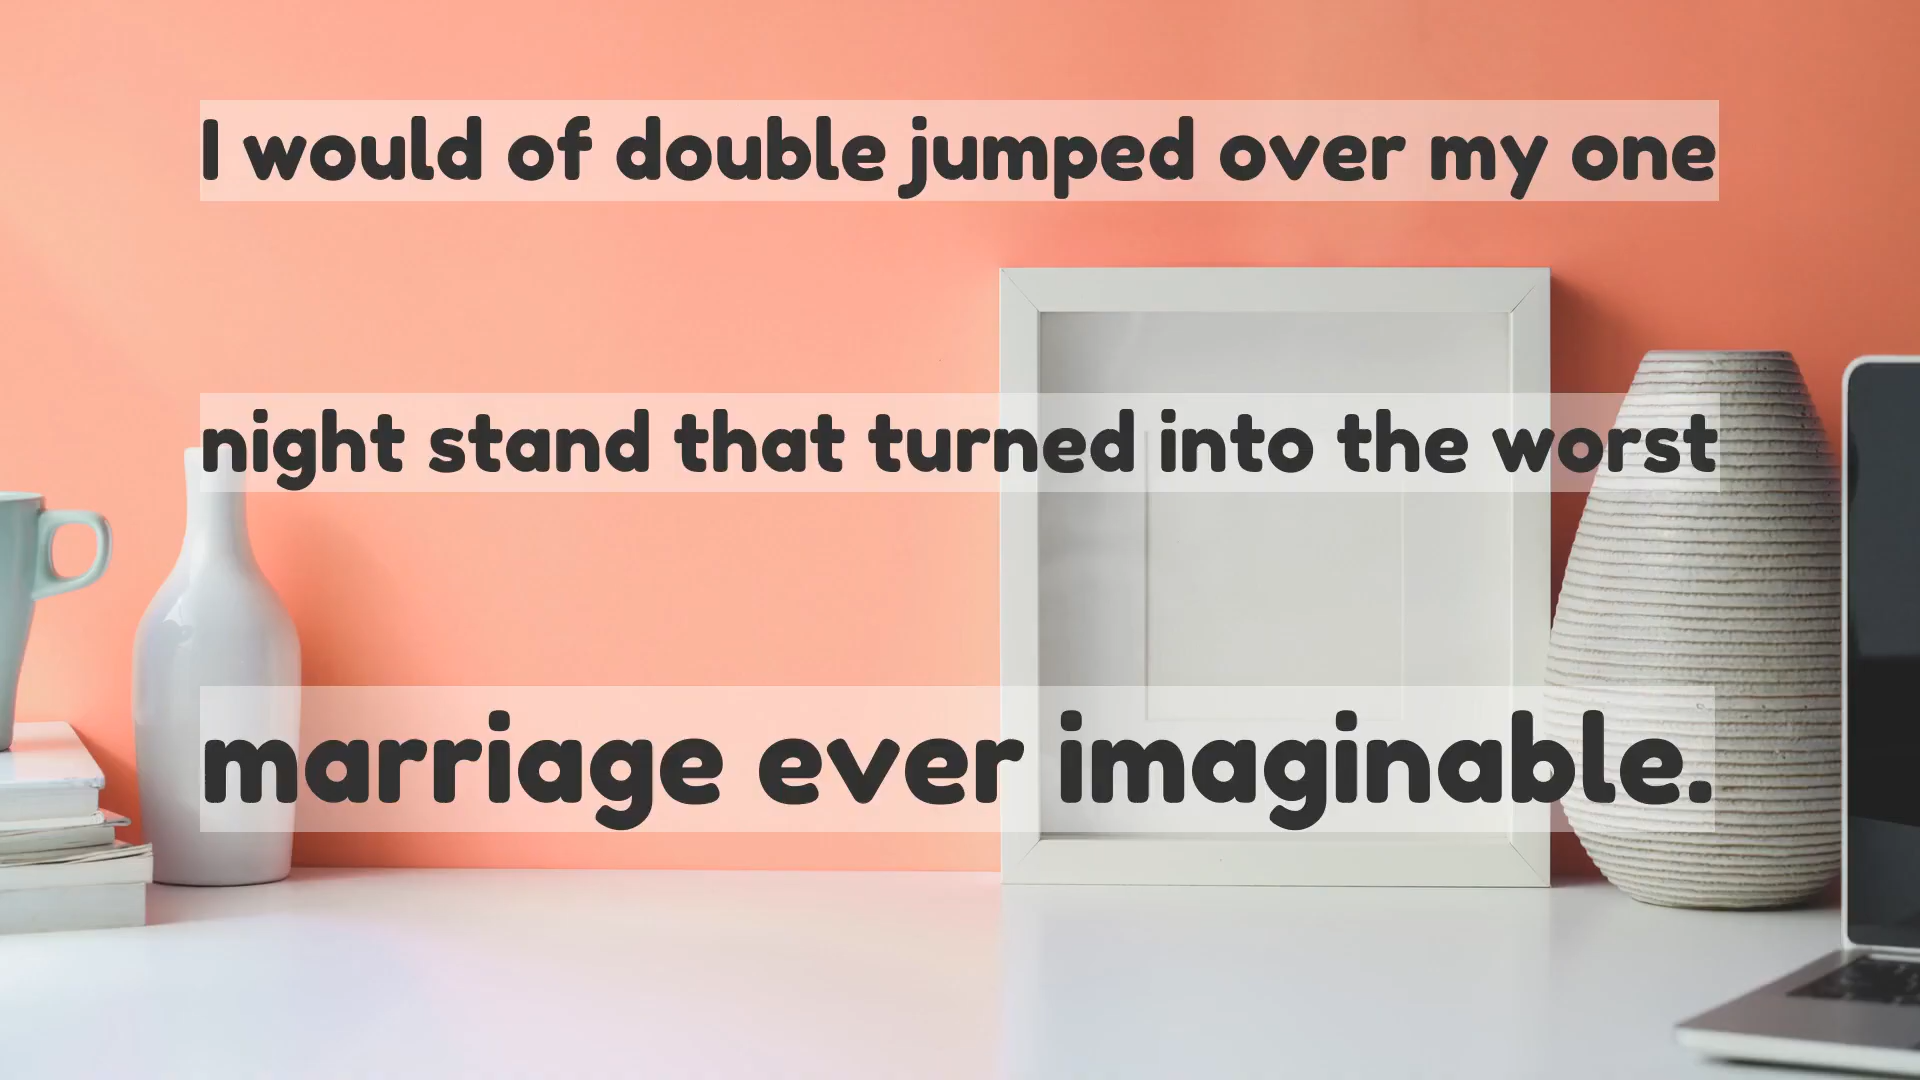 I would of double jumped over my one
night stand that turned into the worst
marriage ever imaginable.